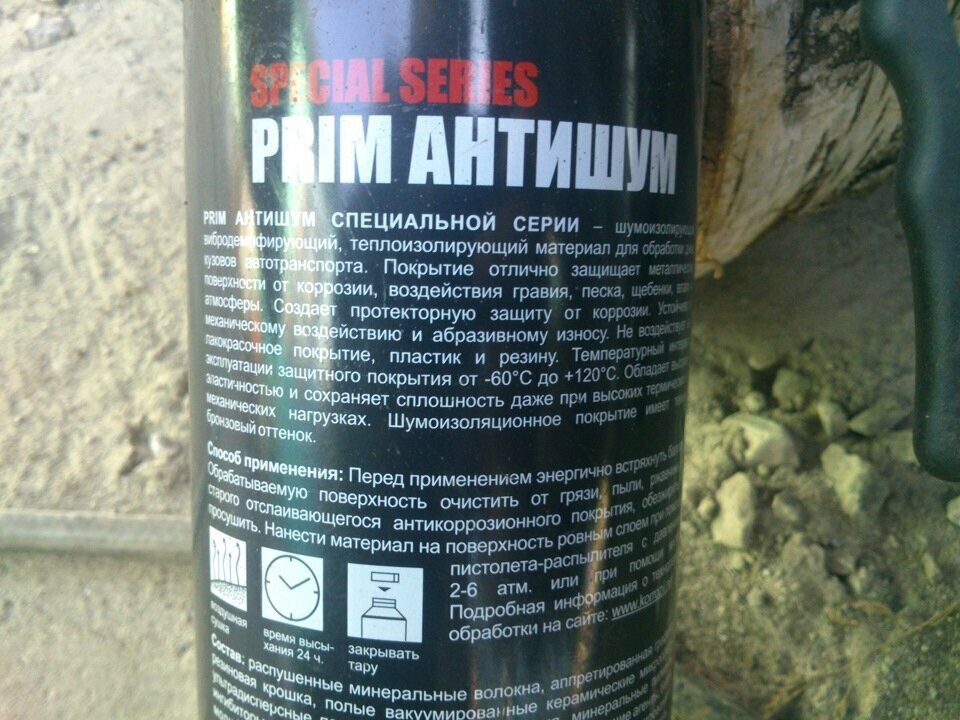 SPECIAL SERIES
PRIM АНТИШУМ
PRIM АНТИШУМ СПЕЦИАЛЬНОЙ СЕРИИ – шумоизолирующий
вибродемпфирующий, теплоизолирующий материал для обработки
кузовов автотранспорта. Покрытие отлично защищает
поверхности от коррозии, воздействия гравия, песка, щебенки,
атмосферы. Создает протекторную защиту от коррозии.
механическому воздействию и абразивному износу. Не
лакокрасочное покрытие, пластик и резину. Температурный
эксплуатации защитного покрытия от -60°С до +120°С. Обладает
эластичностью и сохраняет сплошность даже при высоких
механических нагрузках. Шумоизоляционное покрытие имеет
бронзовый оттенок.
Способ применения: Перед применением энергично встряхнуть
Обрабатываемую поверхность очистить от грязи, пыли,
старого отслаивающегося антикоррозионного покрытия,
просушить. Нанести материал на поверхность ровным слоем при
пистолета-распылителя с
2-6 атм. или при помощи
Подробная информация о
обработки на сайте:
воздушная
сушка
время высы-
хания 24 ч.
закрывать
тару
Состав: распушенные минеральные волокна, аппретированная
резиновая крошка, полые вакуумированные керамические
ультрадисперсные
минеральные